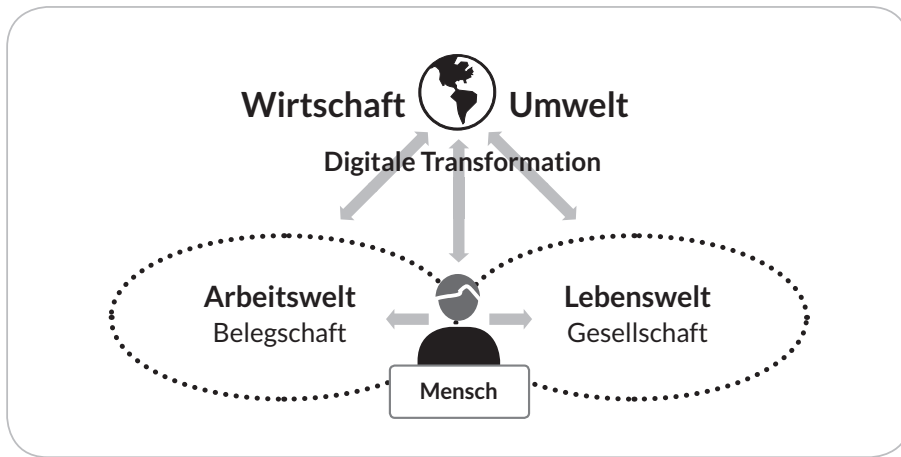 Wirtschaft Umwelt
Digitale Transformation
Arbeitswelt
Belegschaft
Lebenswelt
Gesellschaft
Mensch